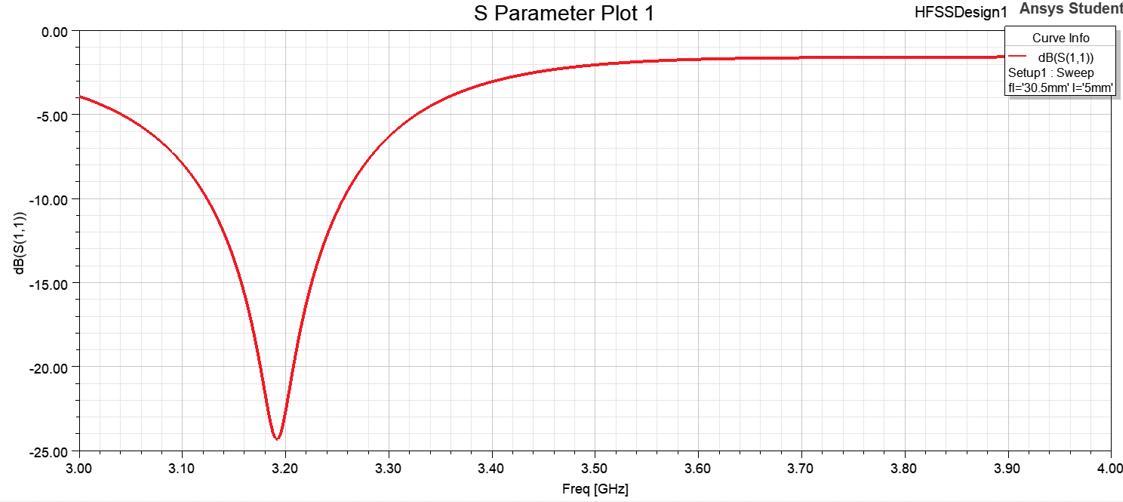 S Parameter Plot 1
HFSSDesign1
Ansys Student
Curve Info
dB(S(1,1))
Setup1 : Sweep
fl='30.5mm' l='5mm'
0.00
-5.00
-10.00
-15.00
-20.00
-25.00
dB(S(1,1))
3.00 3.10 3.20 3.30 3.40 3.50 3.60 3.70 3.80 3.90 4.00
Freq [GHz]